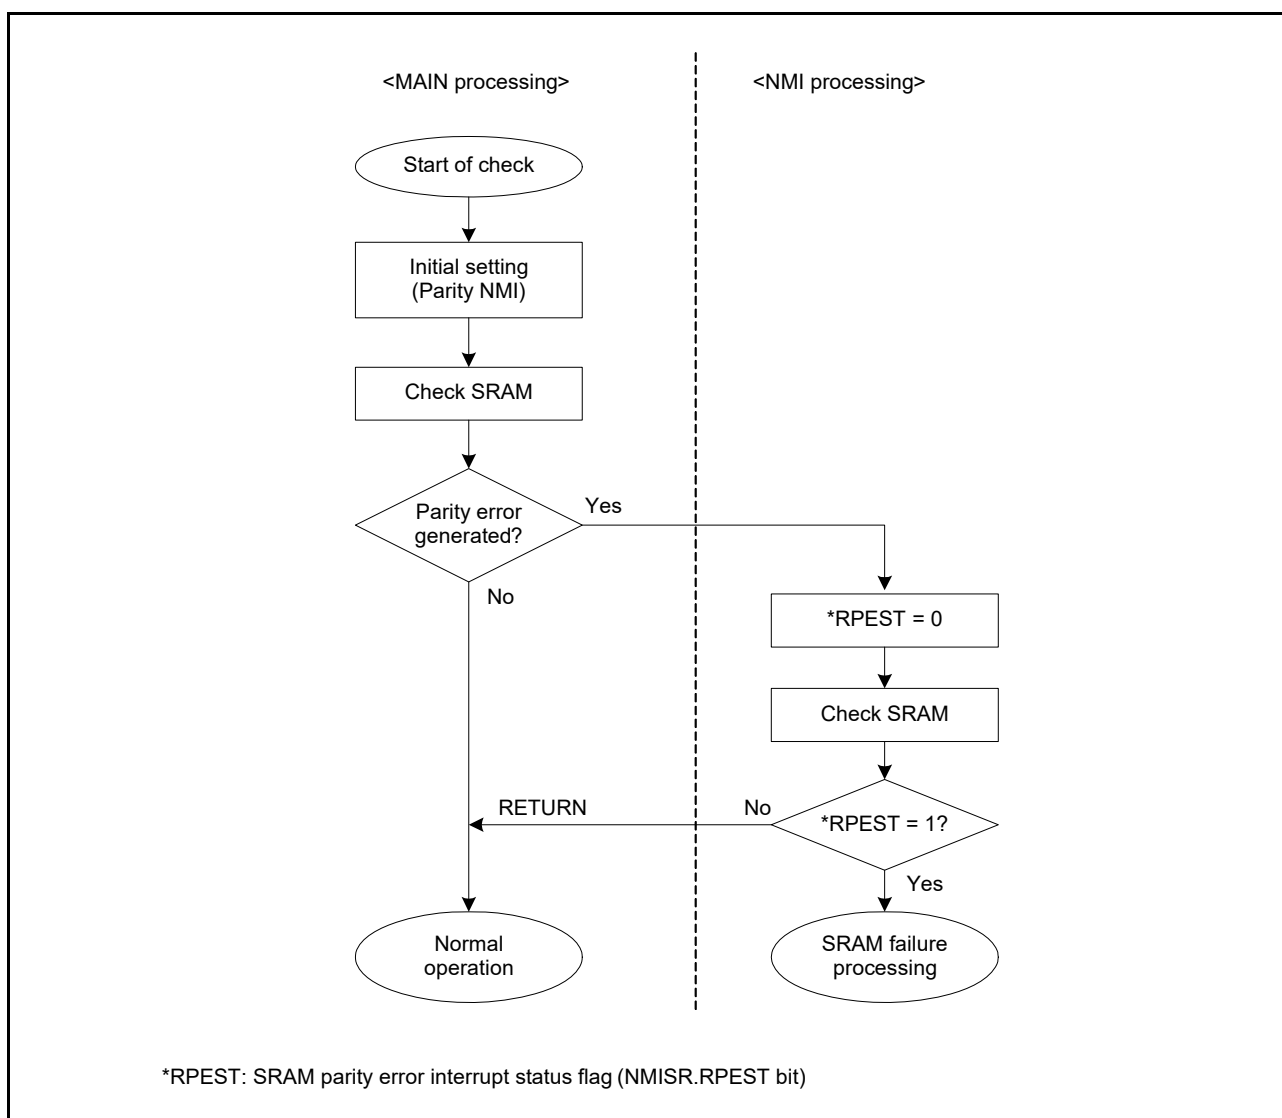 <MAIN processing>
<NMI processing>
Start of check
Initial setting
(Parity NMI)
Check SRAM
Parity error
generated?
Yes
No
*RPEST = 0
Check SRAM
*RPEST = 1?
No
RETURN
Yes
Normal
operation
SRAM failure
processing
*RPEST: SRAM parity error interrupt status flag (NMISR.RPEST bit)